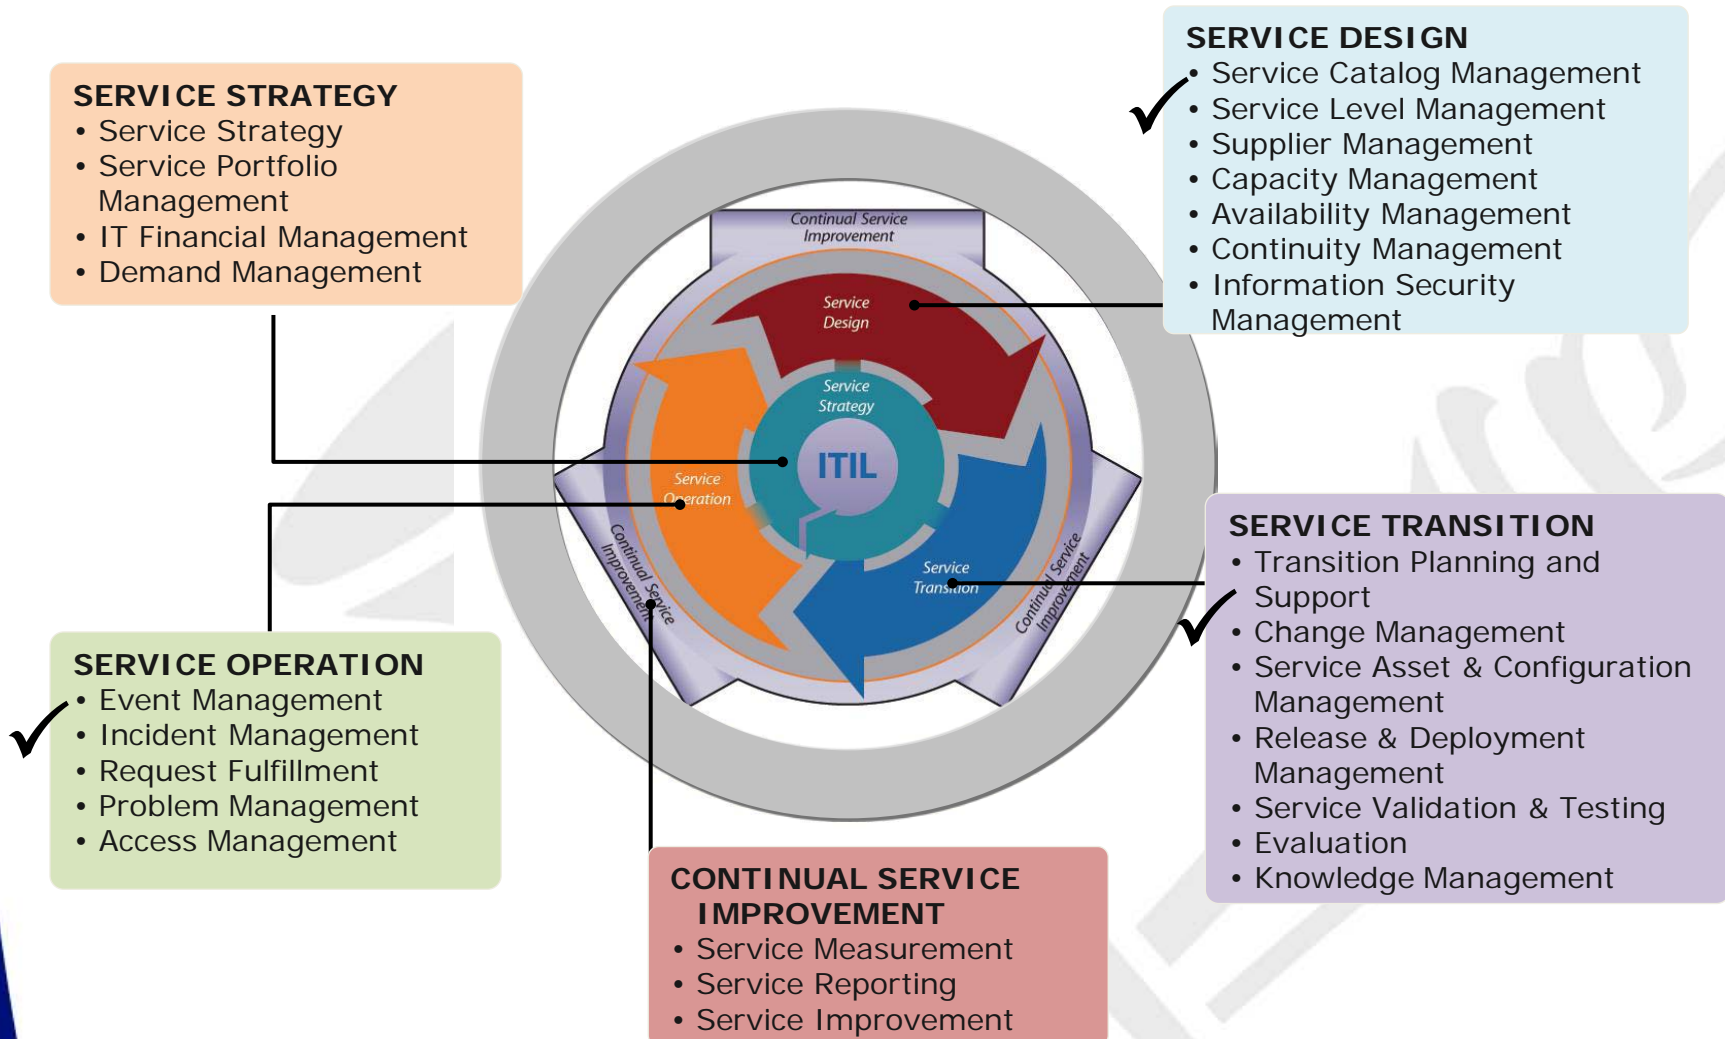 SERVICE STRATEGY
• Service Strategy
• Service Portfolio
Management
• IT Financial Management
• Demand Management
SERVICE DESIGN
• Service Catalog Management
• Service Level Management
• Supplier Management
• Capacity Management
• Availability Management
• Continuity Management
• Information Security
Management
Continual Service
Improvement
Service
Design
Service
Strategy
ITIL
Service
Operation
Service
Transition
Continual Service
Improvement
Continual Service
Improvement
SERVICE TRANSITION
• Transition Planning and
Support
• Change Management
• Service Asset & Configuration
Management
• Release & Deployment
Management
• Service Validation & Testing
• Evaluation
• Knowledge Management
SERVICE OPERATION
• Event Management
• Incident Management
• Request Fulfillment
• Problem Management
• Access Management
CONTINUAL SERVICE
IMPROVEMENT
• Service Measurement
• Service Reporting
• Service Improvement